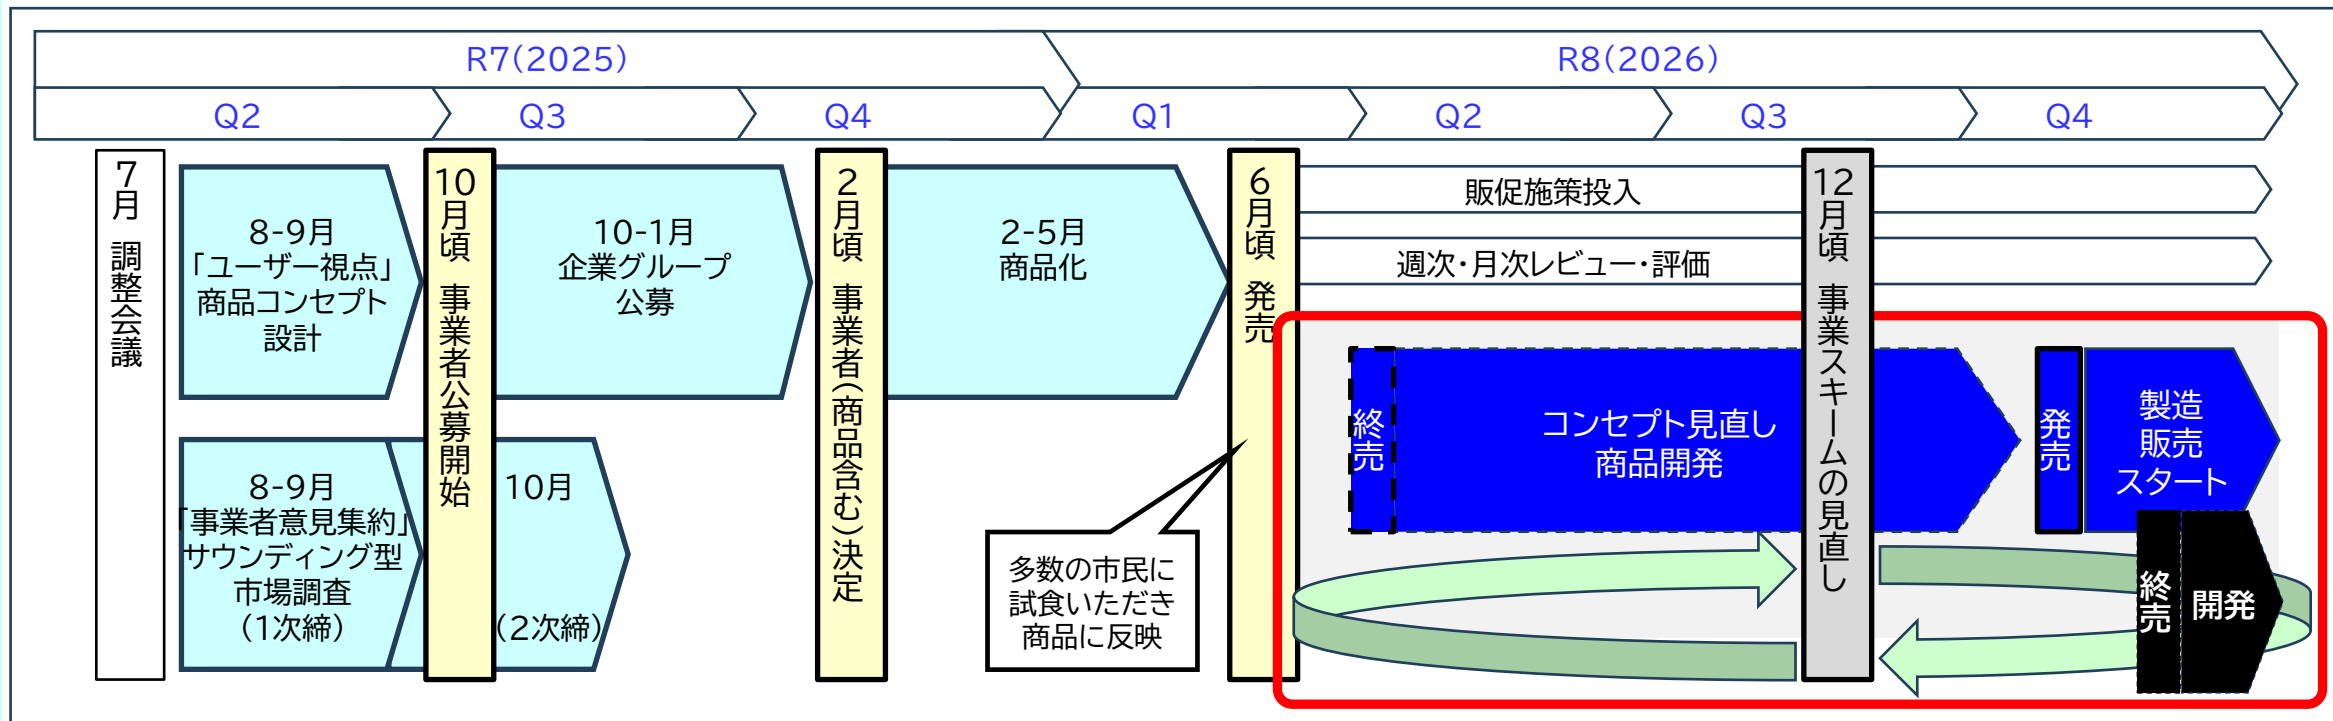 R7(2025)
R8(2026)
Q2
Q3
Q4
Q1
Q2
Q3
Q4
7月 調整会議
8-9月
「ユーザー視点」
商品コンセプト
設計
8-9月
「事業者意見集約」
サウンディング型
市場調査
(1次締)
10月頃 事業者公募開始
10-1月
企業グループ
公募
10月
(2次締)
2月頃 事業者(商品含む)決定
2-5月
商品化
多数の市民に
試食いただき
商品に反映
6月頃 発売
販促施策投入
週次・月次レビュー・評価
終売
コンセプト見直し
商品開発
12月頃 事業スキームの見直し
発売
製造
販売
スタート
終売
開発